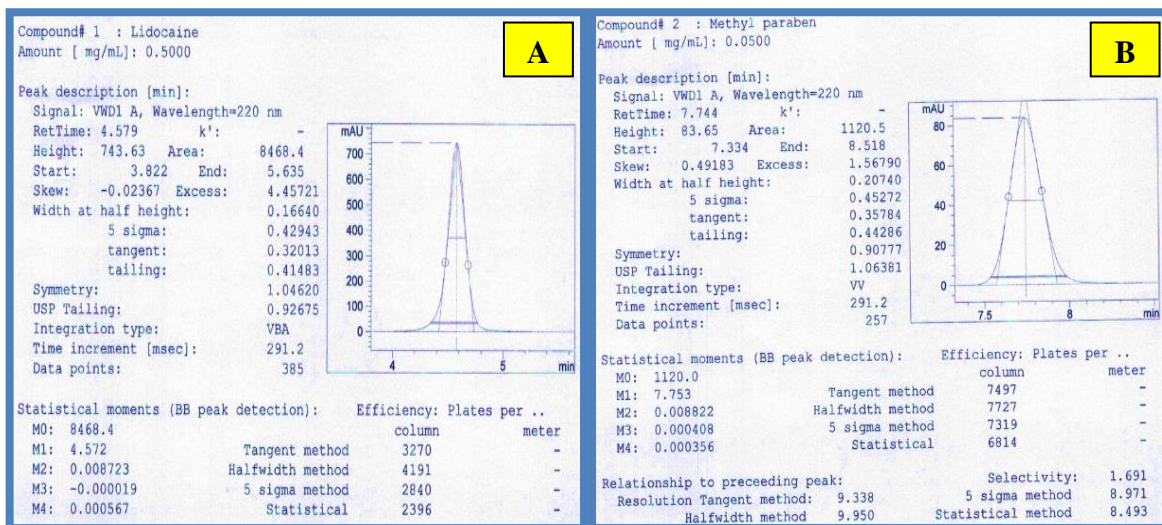 Compound# 1 : Lidocaine
Amount [ mg/mL]: 0.5000
A
Peak description [min]:
Signal: VWD1 A, Wavelength=220 nm
RetTime: 4.579 k': -
Height: 743.63 Area: 8468.4
Start: 3.822 End: 5.635
Skew: -0.02367 Excess: 4.45721
Width at half height: 0.16640
5 sigma: 0.42943
tangent: 0.32013
tailing: 0.41483
Symmetry: 1.04620
USP Tailing: 0.92675
Integration type: VBA
Time increment [msec]: 291.2
Data points: 385
mAU
700
600
500
400
300
200
100
0
4 5 min
Statistical moments (BB peak detection): Efficiency: Plates per ..
M0: 8468.4 column meter
M1: 4.572 Tangent method 3270 -
M2: 0.008723 Halfwidth method 4191 -
M3: -0.000019 5 sigma method 2840 -
M4: 0.000567 Statistical 2396 -
Compound# 2 : Methyl paraben
Amount [ mg/mL]: 0.0500
B
Peak description [min]:
Signal: VWD1 A, Wavelength=220 nm
RetTime: 7.744 k': -
Height: 83.65 Area: 1120.5
Start: 7.334 End: 8.518
Skew: 0.49183 Excess: 1.56790
Width at half height: 0.20740
5 sigma: 0.45272
tangent: 0.35784
tailing: 0.44286
Symmetry: 0.90777
USP Tailing: 1.06381
Integration type: VV
Time increment [msec]: 291.2
Data points: 257
mAU
80
60
40
20
0
7.5 8 min
Statistical moments (BB peak detection): Efficiency: Plates per ..
M0: 1120.0 column meter
M1: 7.753 Tangent method 7497 -
M2: 0.008822 Halfwidth method 7727 -
M3: 0.000408 5 sigma method 7319 -
M4: 0.000356 Statistical 6814 -
Relationship to preceeding peak: Selectivity: 1.691
Resolution Tangent method: 9.338 5 sigma method 8.971
Halfwidth method 9.950 Statistical method 8.493